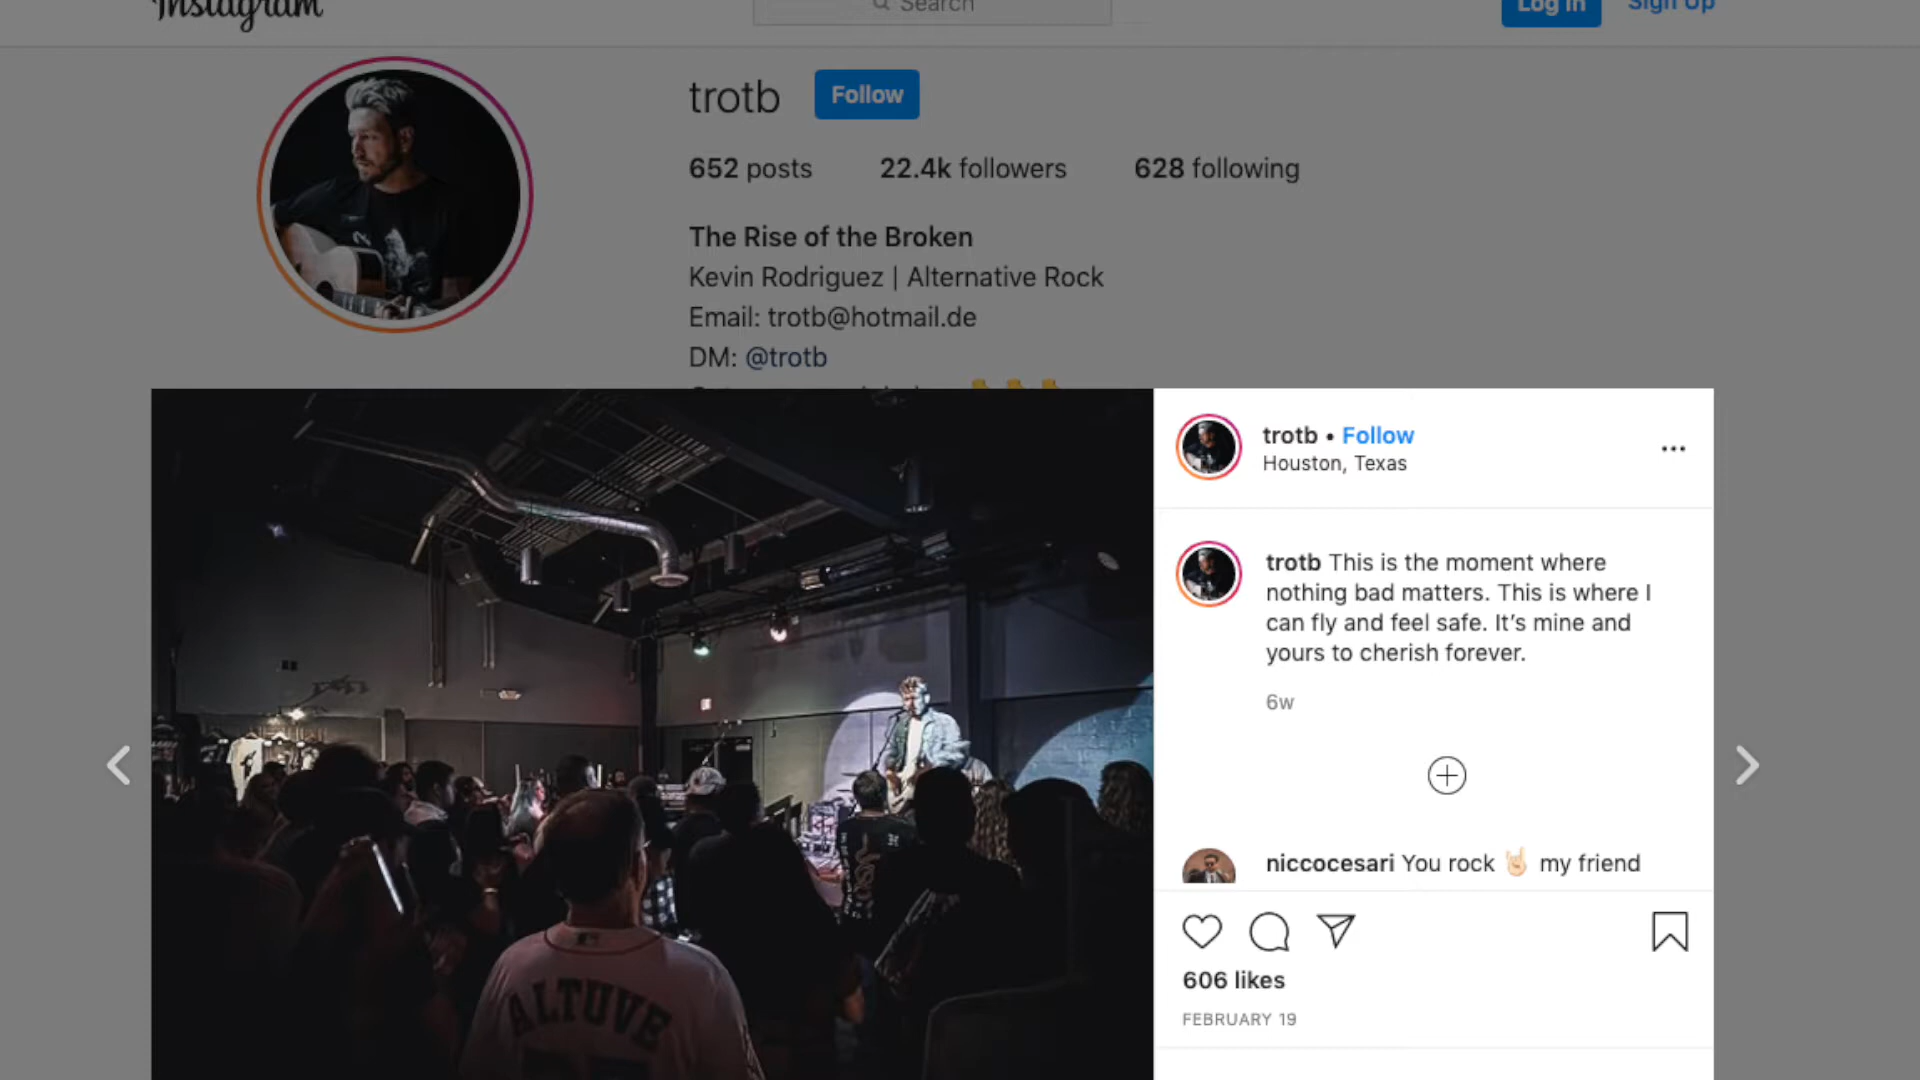 Instagram
Search
Log In
Sign Up
trotb
Follow
652 posts
22.4k followers
628 following
The Rise of the Broken
Kevin Rodriguez | Alternative Rock
Email: trotb@hotmail.de
DM: @trotb
trotb • Follow
Houston, Texas
trotb This is the moment where
nothing bad matters. This is where I
can fly and feel safe. It's mine and
yours to cherish forever.
6w
niccocesari You rock 🤘🏻 my friend
606 likes
FEBRUARY 19
ALTUVE